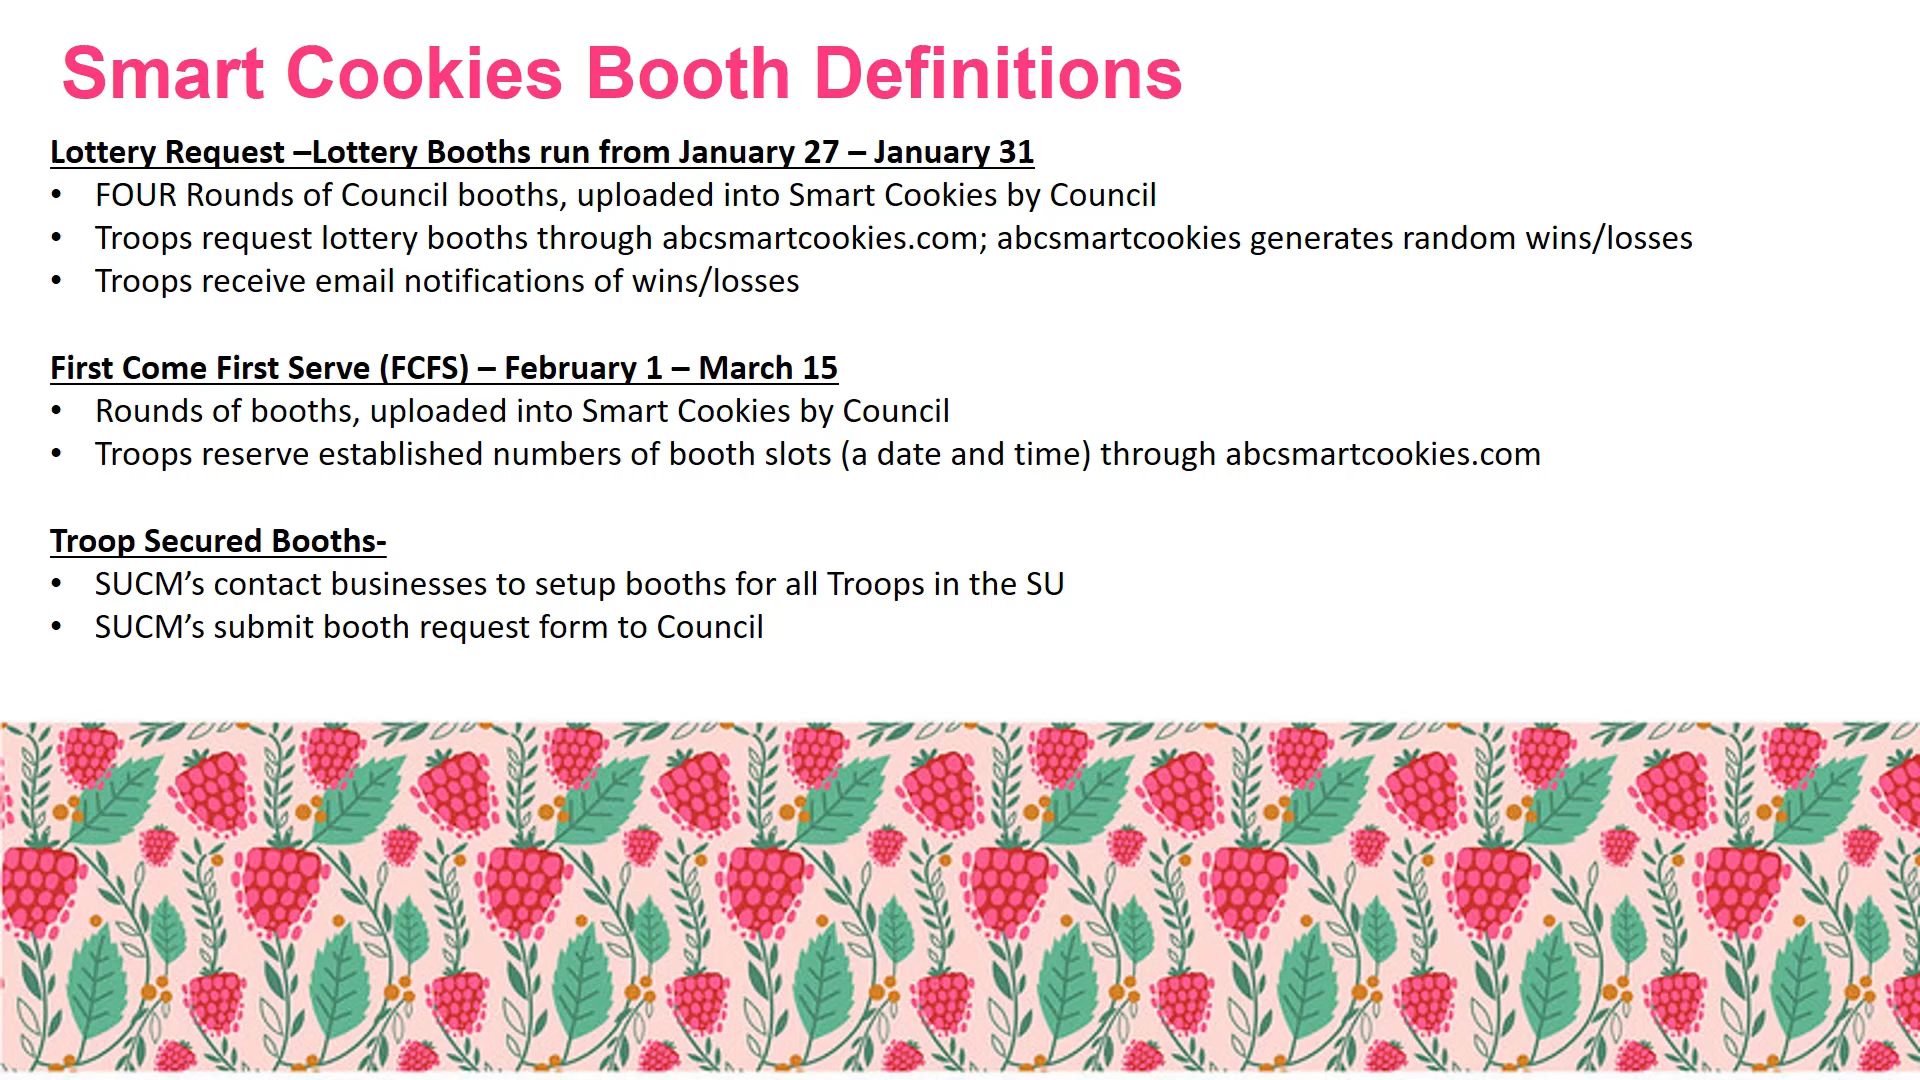 Smart Cookies Booth Definitions
Lottery Request –Lottery Booths run from January 27 – January 31
• FOUR Rounds of Council booths, uploaded into Smart Cookies by Council
• Troops request lottery booths through abcsmartcookies.com; abcsmartcookies generates random wins/losses
• Troops receive email notifications of wins/losses
First Come First Serve (FCFS) – February 1 – March 15
• Rounds of booths, uploaded into Smart Cookies by Council
• Troops reserve established numbers of booth slots (a date and time) through abcsmartcookies.com
Troop Secured Booths-
• SUCM’s contact businesses to setup booths for all Troops in the SU
• SUCM’s submit booth request form to Council